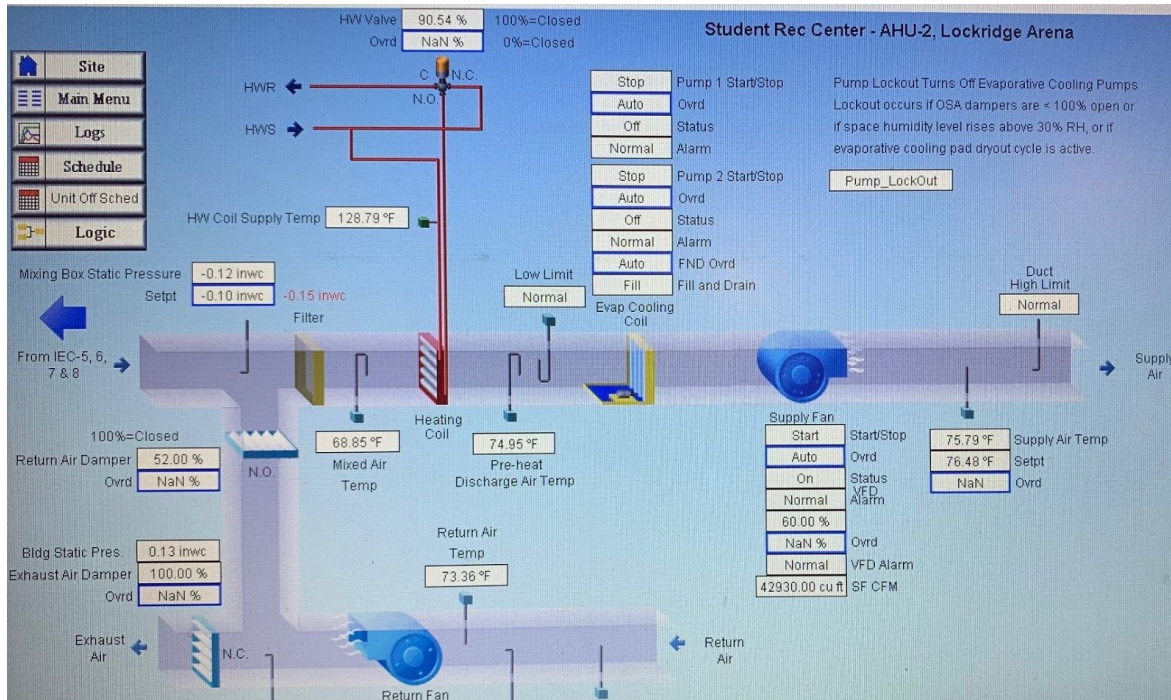 HW Valve 90.54 % 100%=Closed
Ovrd NaN % 0%=Closed
Student Rec Center - AHU-2, Lockridge Arena
Site
Main Menu
Logs
Schedule
Unit Off Sched
Logic
C N.C.
N.O.
HWR
HWS
HW Coil Supply Temp 128.79 °F
Stop Pump 1 Start/Stop
Auto Ovrd
Off Status
Normal Alarm
Stop Pump 2 Start/Stop
Auto Ovrd
Off Status
Normal Alarm
Auto FND Ovrd
Fill Fill and Drain
Evap Cooling
Coil
Pump Lockout Turns Off Evaporative Cooling Pumps
Lockout occurs if OSA dampers are < 100% open or
if space humidity level rises above 30% RH, or if
evaporative cooling pad dryout cycle is active.
Pump_LockOut
Mixing Box Static Pressure -0.12 inwc
Setpt -0.10 inwc -0.15 inwc
Filter
Low Limit
Normal
Duct
High Limit
Normal
From IEC-5, 6,
7 & 8
Supply
Air
Heating
Coil
68.85 °F
Mixed Air
Temp
74.95 °F
Pre-heat
Discharge Air Temp
100%=Closed
Return Air Damper 52.00 %
Ovrd NaN %
N.O.
Supply Fan
Start Start/Stop
Auto Ovrd
On Status
VFD
Normal Alarm
60.00 %
NaN % Ovrd
Normal VFD Alarm
42930.00 cu ft SF CFM
75.79 °F Supply Air Temp
76.48 °F Setpt
NaN Ovrd
Bldg Static Pres. 0.13 inwc
Exhaust Air Damper 100.00 %
Ovrd NaN %
Return Air
Temp
73.36 °F
Exhaust
Air
N.C.
Return Fan
Return
Air